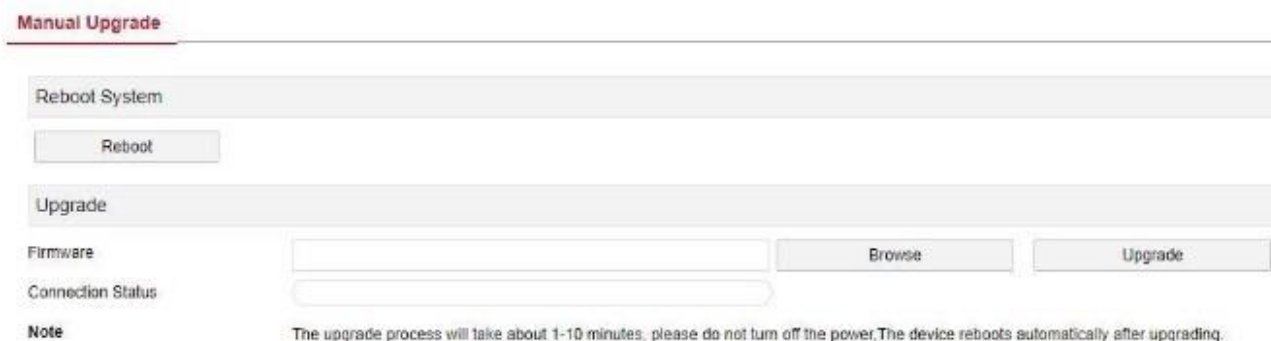 Manual Upgrade
Reboot System
Reboot
Upgrade
Firmware Browse Upgrade
Connection Status
Note The upgrade process will take about 1-10 minutes, please do not turn off the power,The device reboots automatically after upgrading.